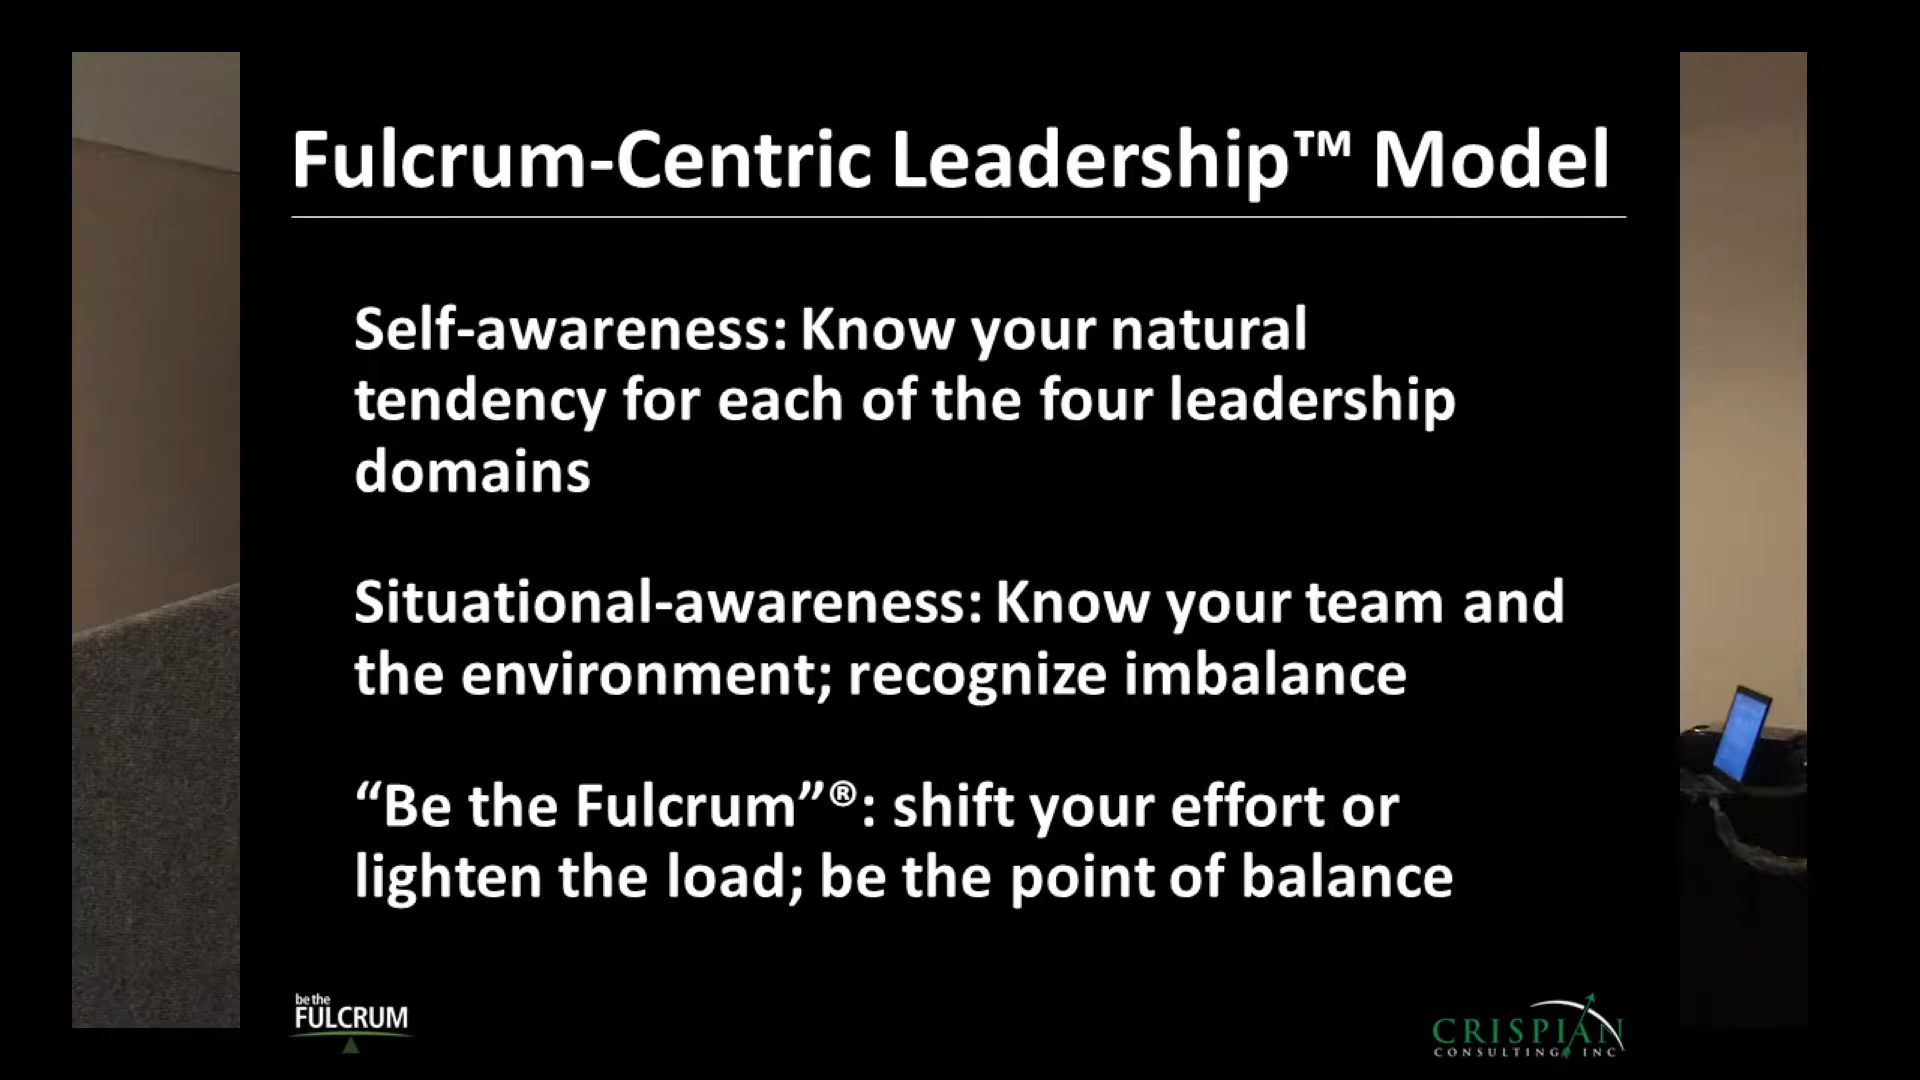 Fulcrum-Centric Leadership™ Model
Self-awareness: Know your natural
tendency for each of the four leadership
domains
Situational-awareness: Know your team and
the environment; recognize imbalance
“Be the Fulcrum”®: shift your effort or
lighten the load; be the point of balance
be the
FULCRUM
CRISPIAN
CONSULTING INC